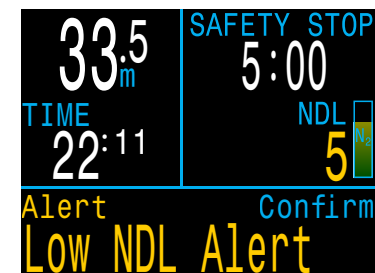 33.5
m
SAFETY STOP
5:00
TIME
22:11
NDL
5
N2
Alert Confirm
Low NDL Alert